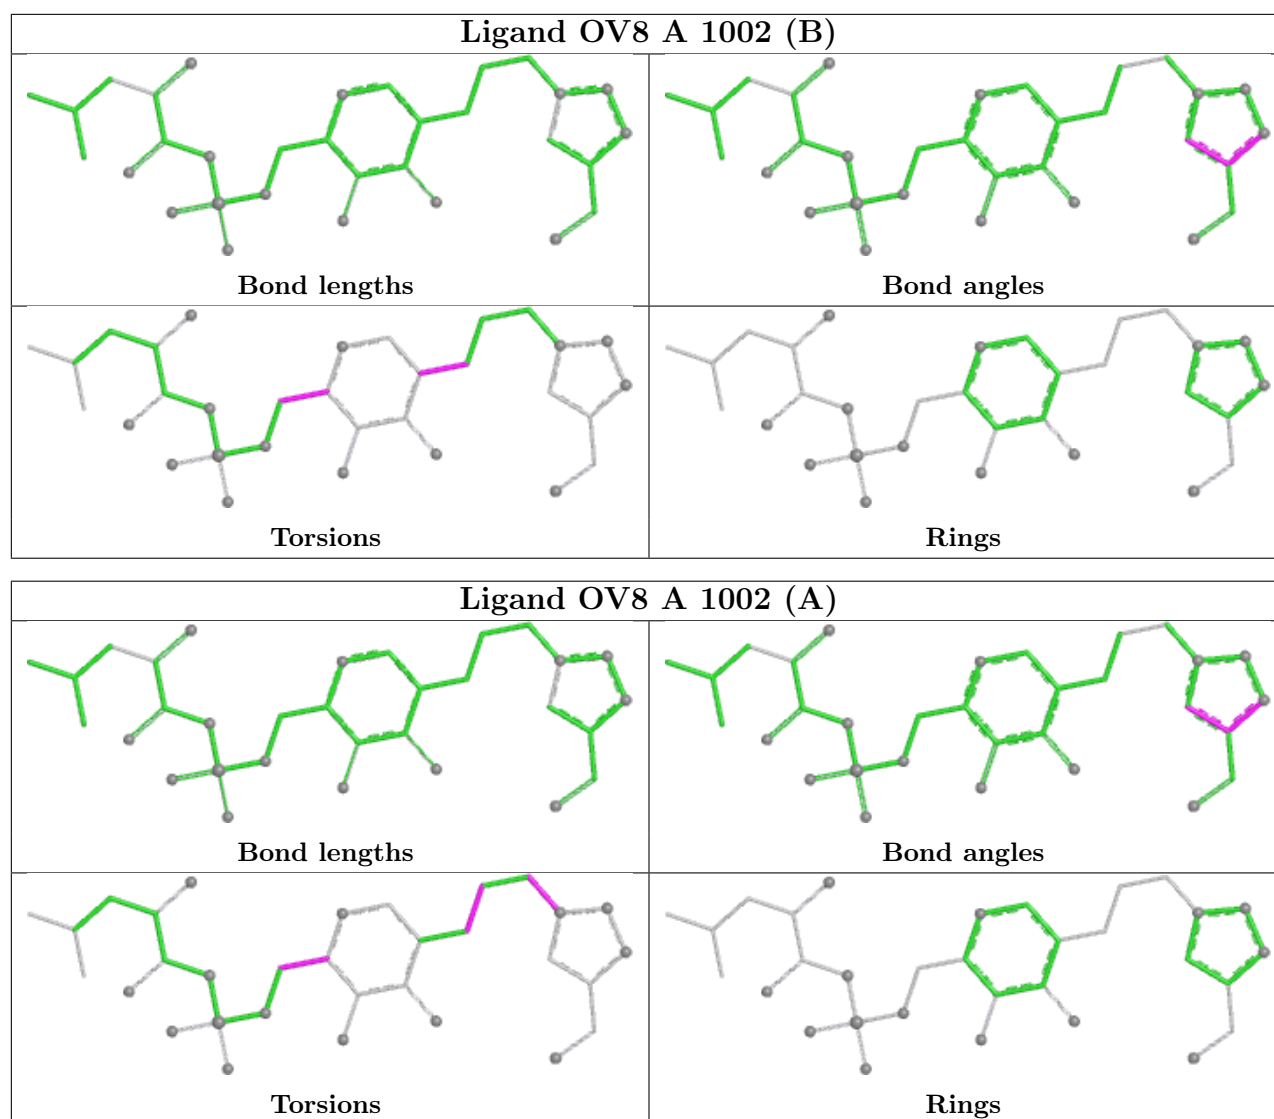 Ligand OV8 A 1002 (B)
Bond lengths
Bond angles
Torsions
Rings
Ligand OV8 A 1002 (A)
Bond lengths
Bond angles
Torsions
Rings